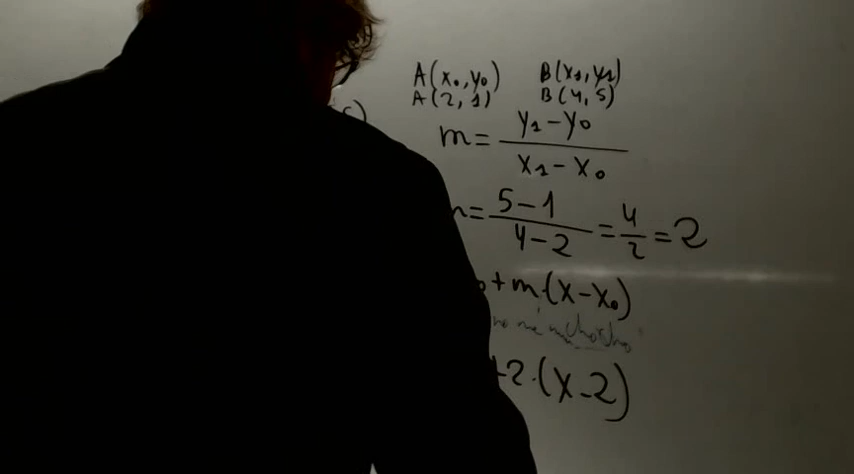 A(x₀,y₀) B(x₁,y₁)
A(2,1) B(4,5)
m = (y₁-y₀)/(x₁-x₀)
= (5-1)/(4-2) = 4/2 = 2
+m·(x-x₀)
2·(x-2)